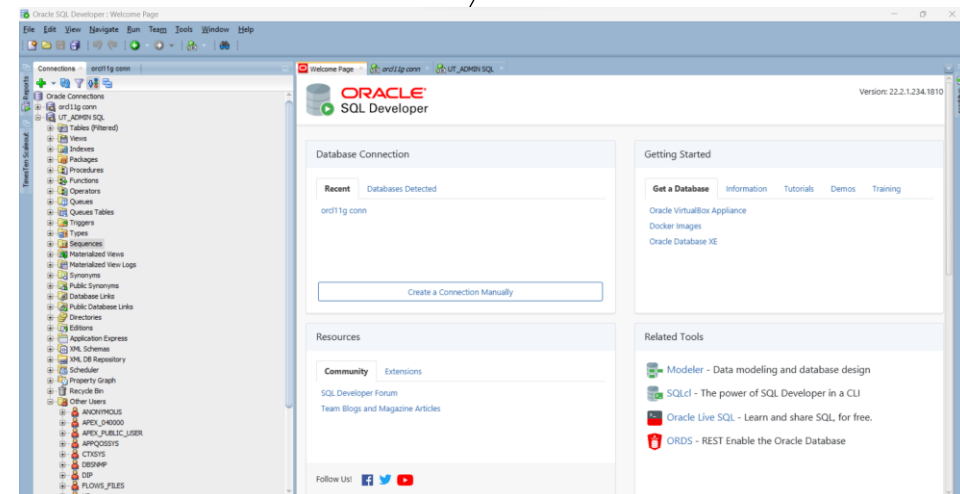 Oracle SQL Developer : Welcome Page
File Edit View Navigate Run Team Tools Window Help
Connections
orcl11g conn
Welcome Page
ord11g conn
UT_ADMIN SQL
Reports
TimesTen Scaleout
Oracle Connections
ord11g conn
UT_ADMIN SQL
Tables (Filtered)
Views
Indexes
Packages
Procedures
Functions
Operators
Queues
Queues Tables
Triggers
Types
Sequences
Materialized Views
Materialized View Logs
Synonyms
Public Synonyms
Database Links
Public Database Links
Directories
Editions
Application Express
XML Schemas
XML DB Repository
Scheduler
Property Graph
Recycle Bin
Other Users
ANONYMOUS
APEX_040000
APEX_PUBLIC_USER
APPQOSSYS
CTXSYS
DBSNMP
DIP
FLOWS_FILES
ORACLE
SQL Developer
Version: 22.2.1.234.1810
Database Connection
Recent Databases Detected
orcl11g conn
Create a Connection Manually
Getting Started
Get a Database Information Tutorials Demos Training
Oracle VirtualBox Appliance
Docker Images
Oracle Database XE
Resources
Community Extensions
SQL Developer Forum
Team Blogs and Magazine Articles
Follow Us!
Related Tools
Modeler - Data modeling and database design
SQLcl - The power of SQL Developer in a CLI
Oracle Live SQL - Learn and share SQL, for free.
ORDS - REST Enable the Oracle Database